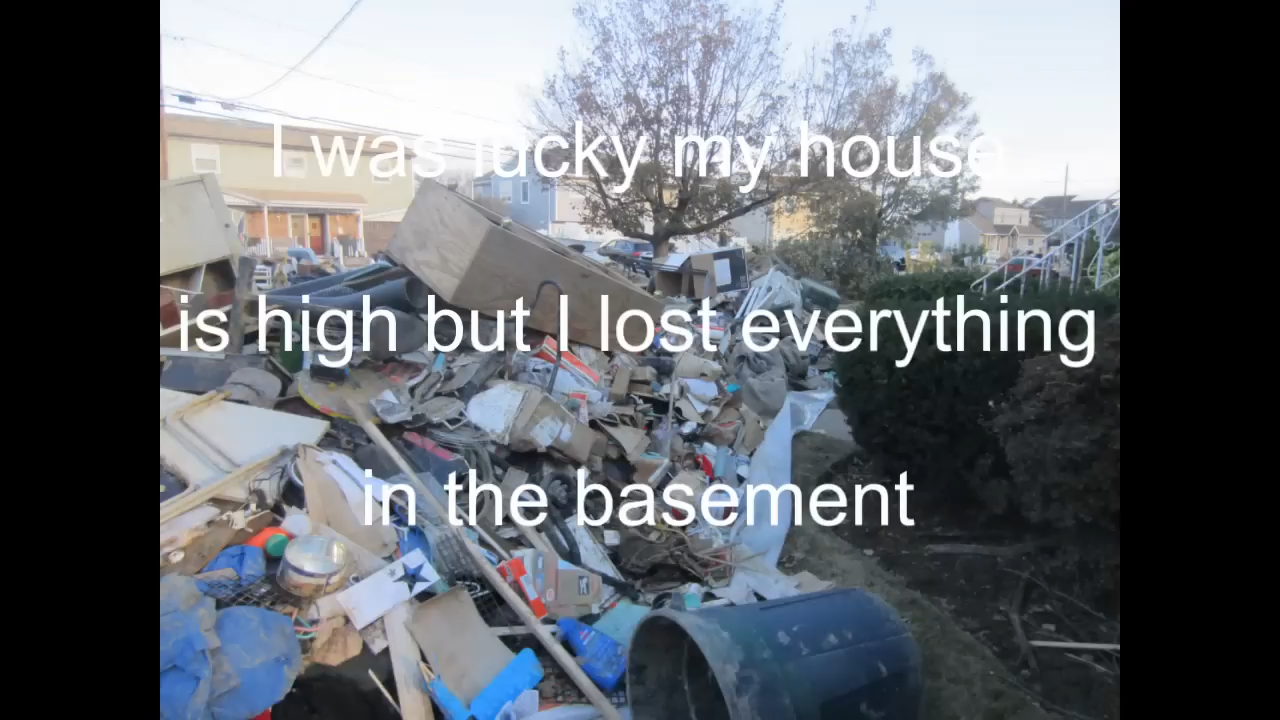 I was lucky my house
is high but I lost everything
in the basement